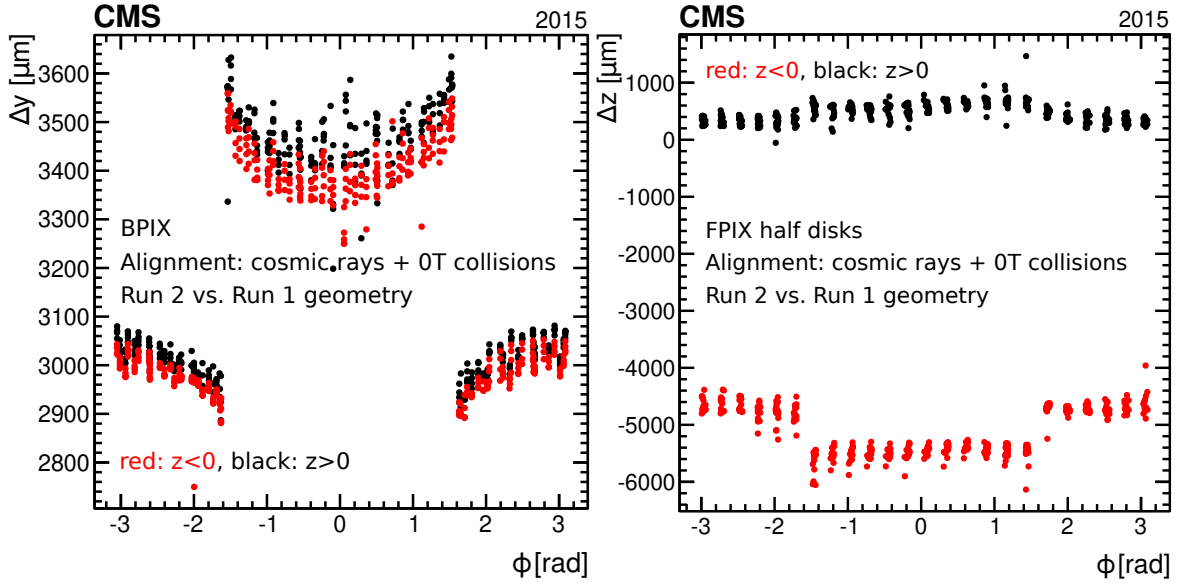 CMS
2015
Δy [μm]
3600
3500
3400
3300
3200
3100
3000
2900
2800
BPIX
Alignment: cosmic rays + 0T collisions
Run 2 vs. Run 1 geometry
red: z<0, black: z>0
-3
-2
-1
0
1
2
3
ϕ[rad]
CMS
2015
Δz [μm]
red: z<0, black: z>0
1000
0
-1000
-2000
-3000
-4000
-5000
-6000
FPIX half disks
Alignment: cosmic rays + 0T collisions
Run 2 vs. Run 1 geometry
-3
-2
-1
0
1
2
3
ϕ[rad]